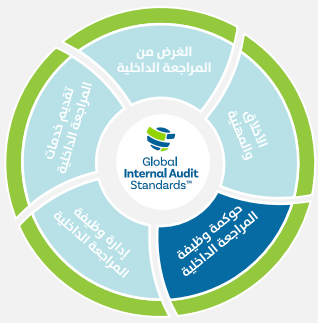 الغرض من
المراجعة الداخلية
الأخلاق
والمهنية
حوكمة وظيفة
المراجعة الداخلية
إدارة وظيفة
المراجعة الداخلية
تقديم خدمات
المراجعة الداخلية
Global
Internal Audit
Standards™